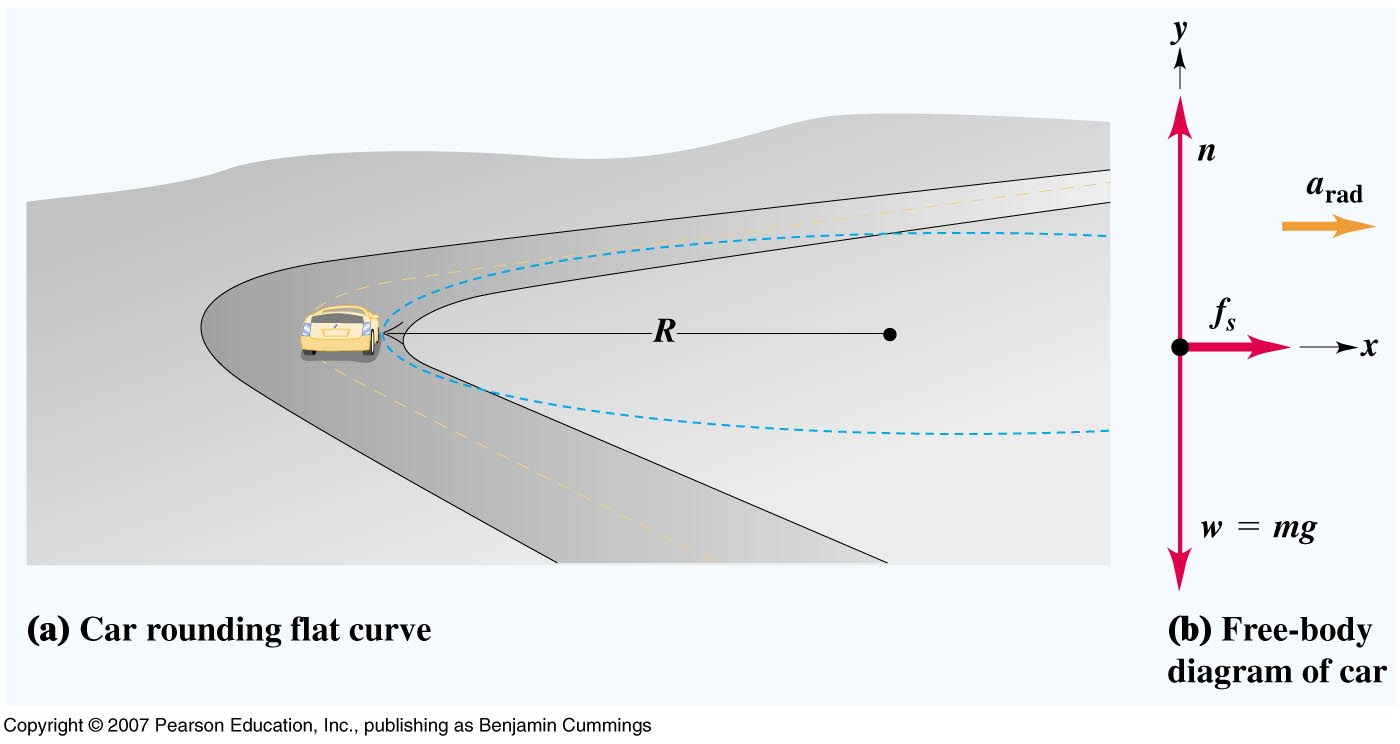 y
n
a_rad
R
f_s
x
w = mg
(a) Car rounding flat curve
(b) Free-body
diagram of car
Copyright © 2007 Pearson Education, Inc., publishing as Benjamin Cummings